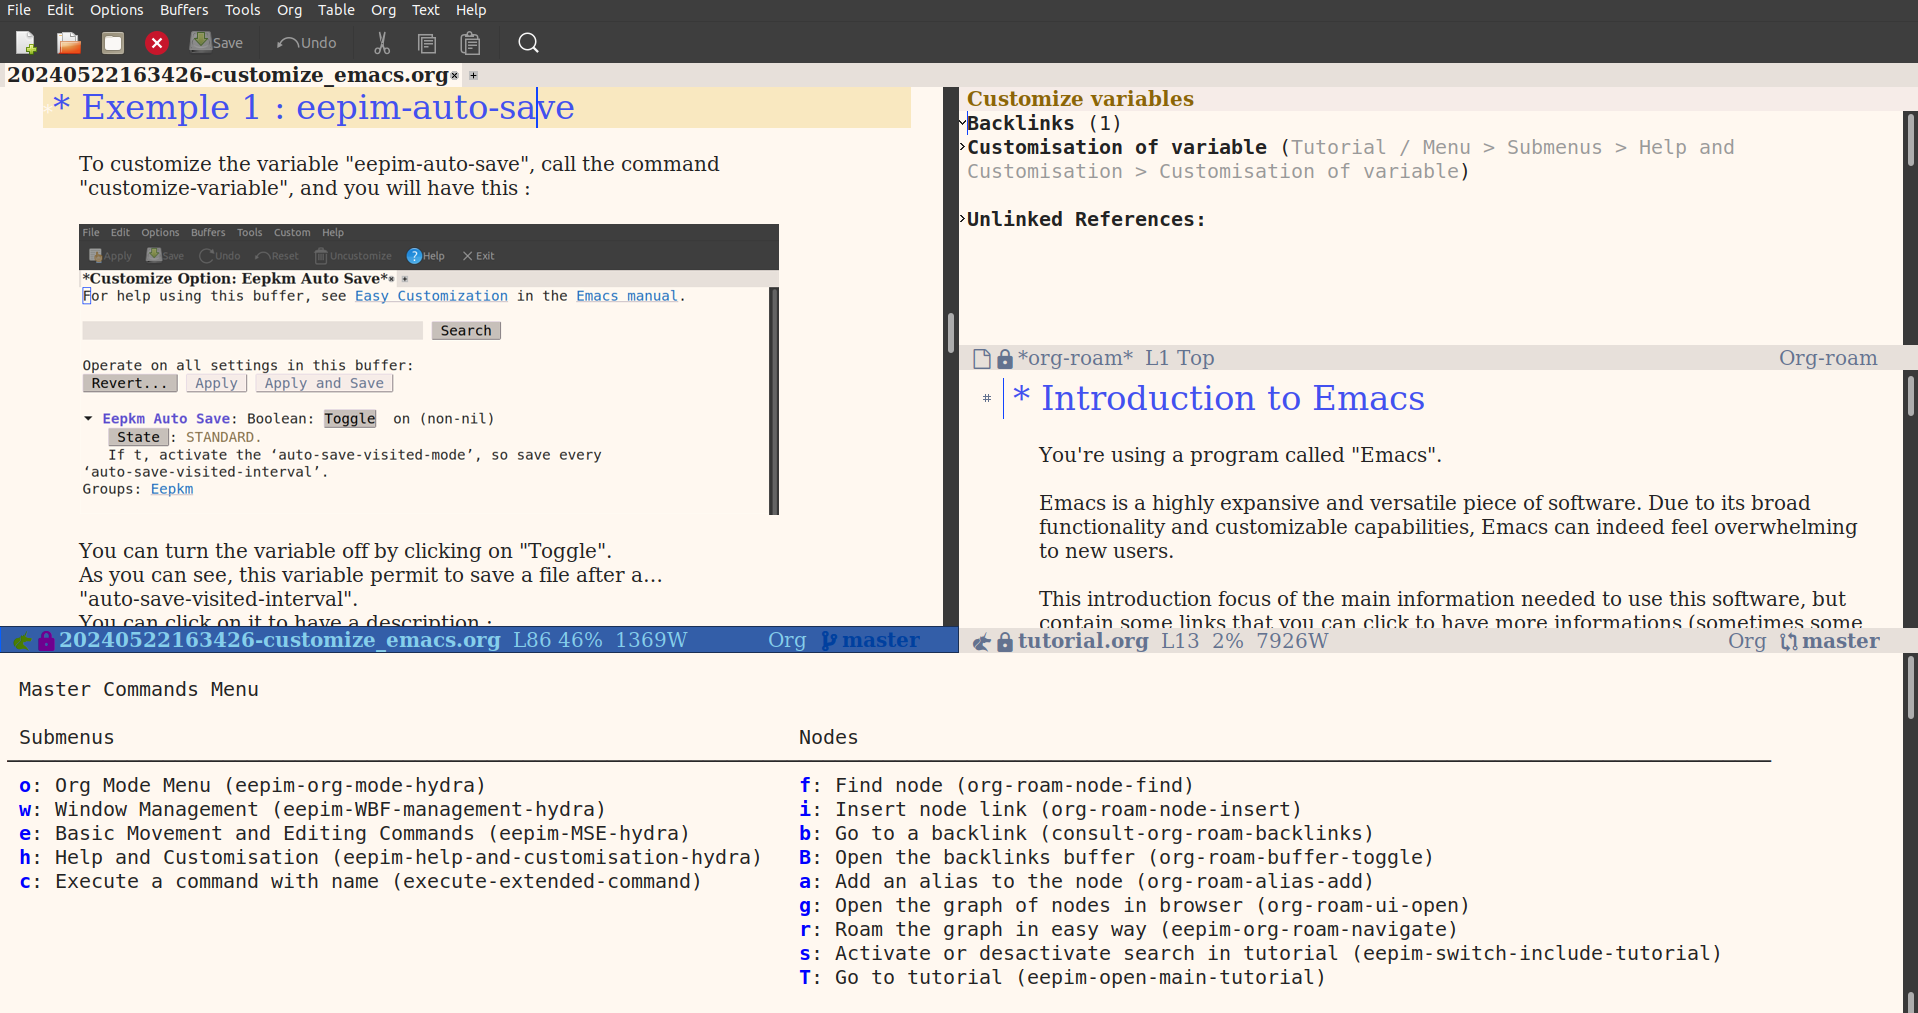 File Edit Options Buffers Tools Org Table Org Text Help
Save Undo
20240522163426-customize_emacs.org
* Exemple 1 : eepim-auto-save
To customize the variable "eepim-auto-save", call the command
"customize-variable", and you will have this :
File Edit Options Buffers Tools Custom Help
Apply Save Undo Reset Uncustomize Help Exit
*Customize Option: Eepkm Auto Save*
For help using this buffer, see Easy Customization in the Emacs manual.
Search
Operate on all settings in this buffer:
Revert... Apply Apply and Save
Eepkm Auto Save: Boolean: Toggle on (non-nil)
State : STANDARD.
If t, activate the ‘auto-save-visited-mode’, so save every
‘auto-save-visited-interval’.
Groups: Eepkm
You can turn the variable off by clicking on "Toggle".
As you can see, this variable permit to save a file after a...
"auto-save-visited-interval".
You can click on it to have a description :
20240522163426-customize_emacs.org L86 46% 1369W Org master
Customize variables
Backlinks (1)
Customisation of variable (Tutorial / Menu > Submenus > Help and
Customisation > Customisation of variable)
Unlinked References:
*org-roam* L1 Top Org-roam
* Introduction to Emacs
You're using a program called "Emacs".
Emacs is a highly expansive and versatile piece of software. Due to its broad
functionality and customizable capabilities, Emacs can indeed feel overwhelming
to new users.
This introduction focus of the main information needed to use this software, but
contain some links that you can click to have more informations (sometimes some
tutorial.org L13 2% 7926W Org master
Master Commands Menu
Submenus
o: Org Mode Menu (eepim-org-mode-hydra)
w: Window Management (eepim-WBF-management-hydra)
e: Basic Movement and Editing Commands (eepim-MSE-hydra)
h: Help and Customisation (eepim-help-and-customisation-hydra)
c: Execute a command with name (execute-extended-command)
Nodes
f: Find node (org-roam-node-find)
i: Insert node link (org-roam-node-insert)
b: Go to a backlink (consult-org-roam-backlinks)
B: Open the backlinks buffer (org-roam-buffer-toggle)
a: Add an alias to the node (org-roam-alias-add)
g: Open the graph of nodes in browser (org-roam-ui-open)
r: Roam the graph in easy way (eepim-org-roam-navigate)
s: Activate or desactivate search in tutorial (eepim-switch-include-tutorial)
T: Go to tutorial (eepim-open-main-tutorial)